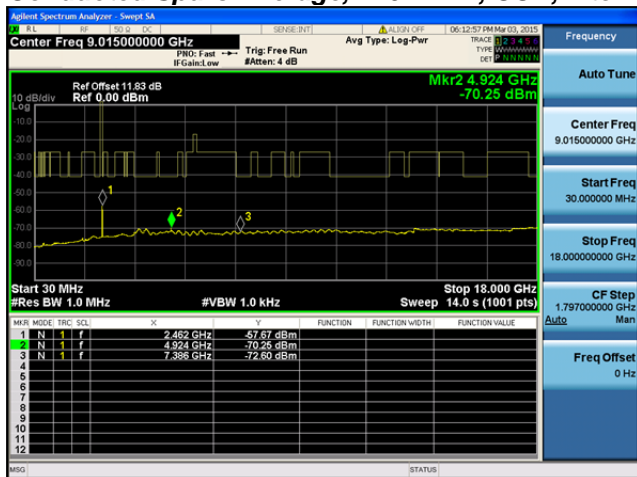 Agilent Spectrum Analyzer - Swept SA
RL RF 50 Ω DC SENSE:INT ALIGN OFF 06:12:57 PM Mar 03, 2015
Center Freq 9.015000000 GHz
PNO: Fast
IFGain:Low
Trig: Free Run
#Atten: 4 dB
Avg Type: Log-Pwr
TRACE 1 2 3 4 5 6
TYPE
DET P N N N N N
Ref Offset 11.83 dB
Ref 0.00 dBm
10 dB/div
Log
Mkr2 4.924 GHz
-70.25 dBm
-10.0
-20.0
-30.0
-40.0
-50.0
-60.0
-70.0
-80.0
-90.0
1
2
3
Start 30 MHz
#Res BW 1.0 MHz
#VBW 1.0 kHz
Stop 18.000 GHz
Sweep 14.0 s (1001 pts)
MKR MODE TRC SCL X Y FUNCTION FUNCTION WIDTH FUNCTION VALUE
1 N 1 f 2.462 GHz -57.67 dBm
2 N 1 f 4.924 GHz -70.25 dBm
3 N 1 f 7.386 GHz -72.60 dBm
4
5
6
7
8
9
10
11
12
MSG STATUS
Frequency
Auto Tune
Center Freq
9.015000000 GHz
Start Freq
30.000000 MHz
Stop Freq
18.000000000 GHz
CF Step
1.797000000 GHz
Auto Man
Freq Offset
0 Hz